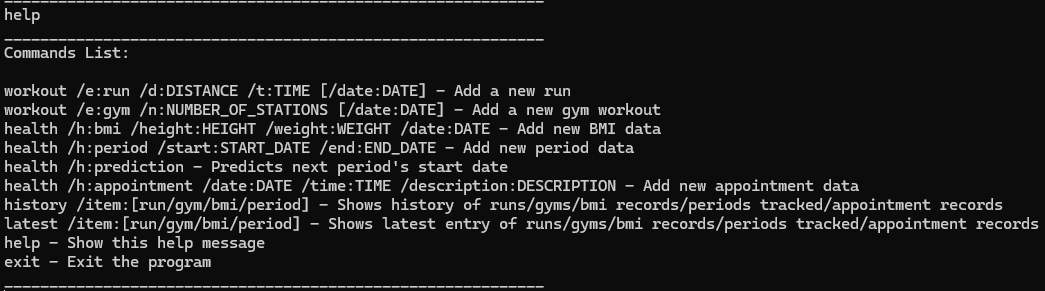 ____________________________________________________________
help
____________________________________________________________
Commands List:

workout /e:run /d:DISTANCE /t:TIME [/date:DATE] - Add a new run
workout /e:gym /n:NUMBER_OF_STATIONS [/date:DATE] - Add a new gym workout
health /h:bmi /height:HEIGHT /weight:WEIGHT /date:DATE - Add new BMI data
health /h:period /start:START_DATE /end:END_DATE - Add new period data
health /h:prediction - Predicts next period's start date
health /h:appointment /date:DATE /time:TIME /description:DESCRIPTION - Add new appointment data
history /item:[run/gym/bmi/period] - Shows history of runs/gyms/bmi records/periods tracked/appointment records
latest /item:[run/gym/bmi/period] - Shows latest entry of runs/gyms/bmi records/periods tracked/appointment records
help - Show this help message
exit - Exit the program
____________________________________________________________